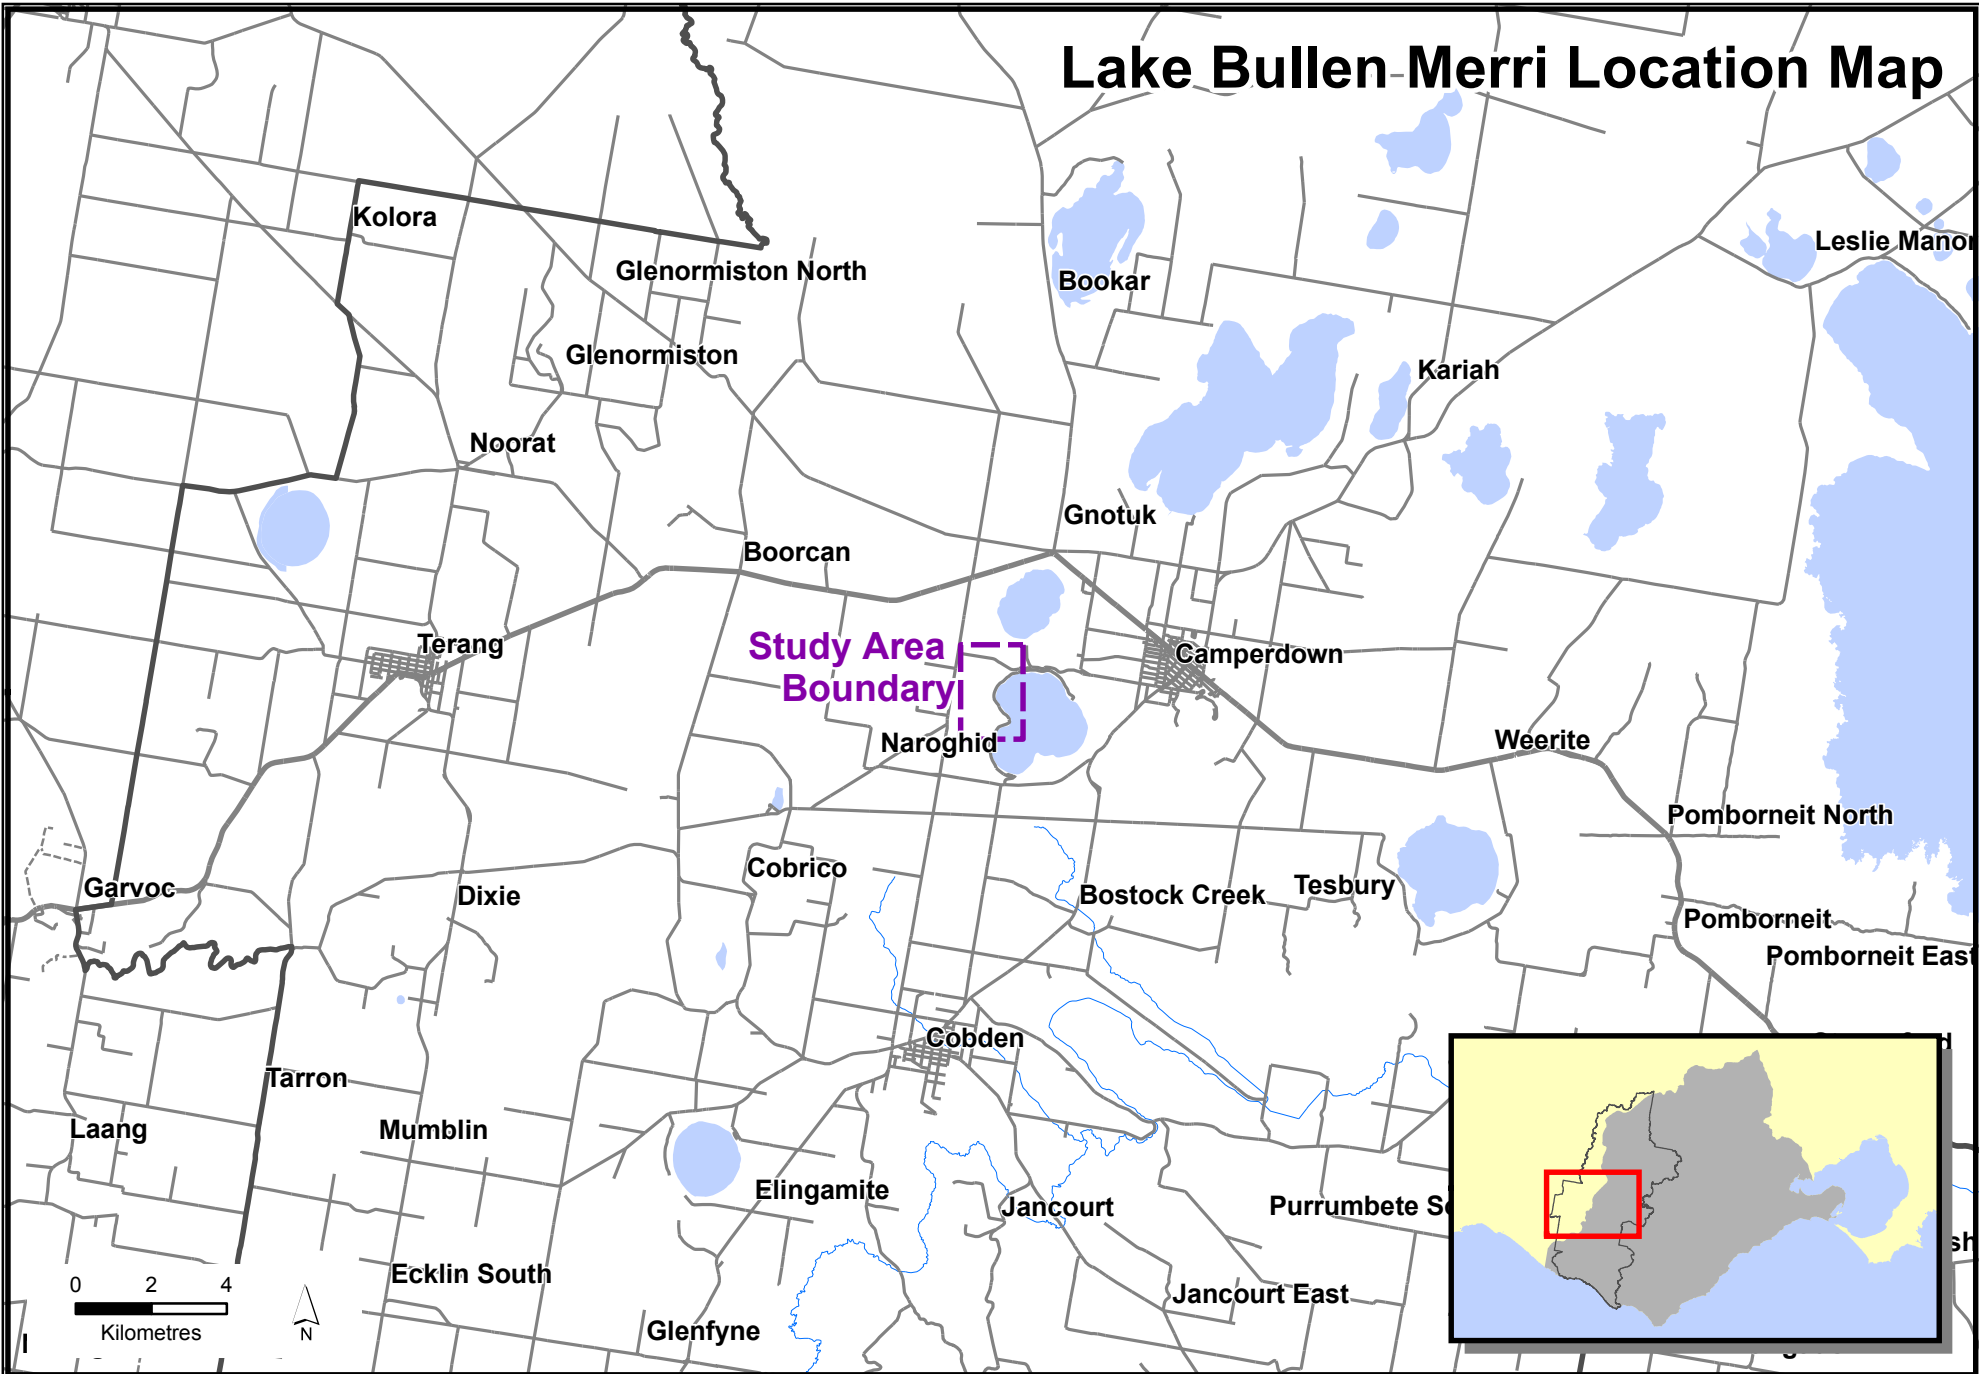 Lake Bullen Merri Location Map
Kolora
Leslie Manor
Glenormiston North
Bookar
Glenormiston
Kariah
Noorat
Gnotuk
Boorcan
Terang
Study Area
Boundary
Camperdown
Naroghid
Weerite
Pomborneit North
Cobrico
Garvoc
Dixie
Bostock Creek
Tesbury
Pomborneit
Pomborneit East
Cobden
Tarron
Laang
Mumblin
Elingamite
Jancourt
Purrumbete
Ecklin South
Jancourt East
Glenfyne
0 2 4
Kilometres
N